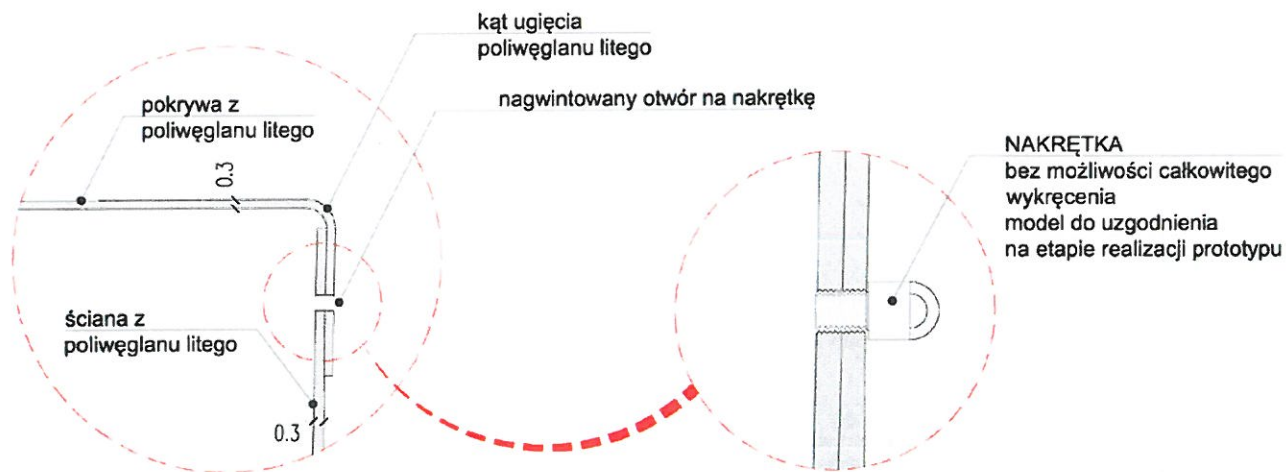 kąt ugięcia
poliwęglanu litego
nagwintowany otwór na nakrętkę
pokrywa z
poliwęglanu litego
0.3
ściana z
poliwęglanu litego
0.3
NAKRĘTKA
bez możliwości całkowitego
wykręcenia
model do uzgodnienia
na etapie realizacji prototypu